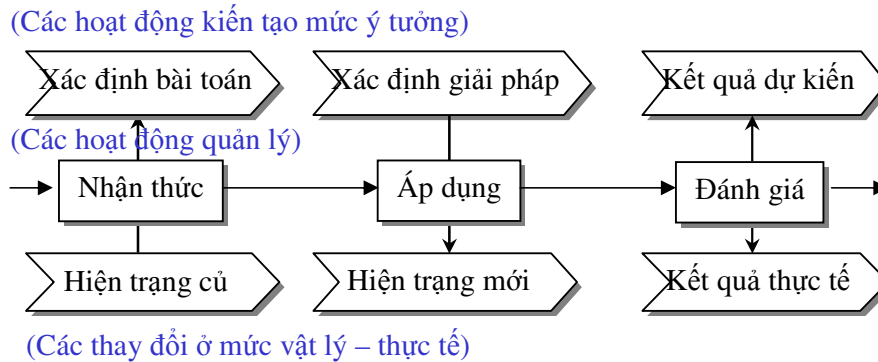 (Các hoạt động kiến tạo mức ý tưởng)
Xác định bài toán
Xác định giải pháp
Kết quả dự kiến
(Các hoạt động quản lý)
Nhận thức
Áp dụng
Đánh giá
Hiện trạng củ
Hiện trạng mới
Kết quả thực tế
(Các thay đổi ở mức vật lý – thực tế)